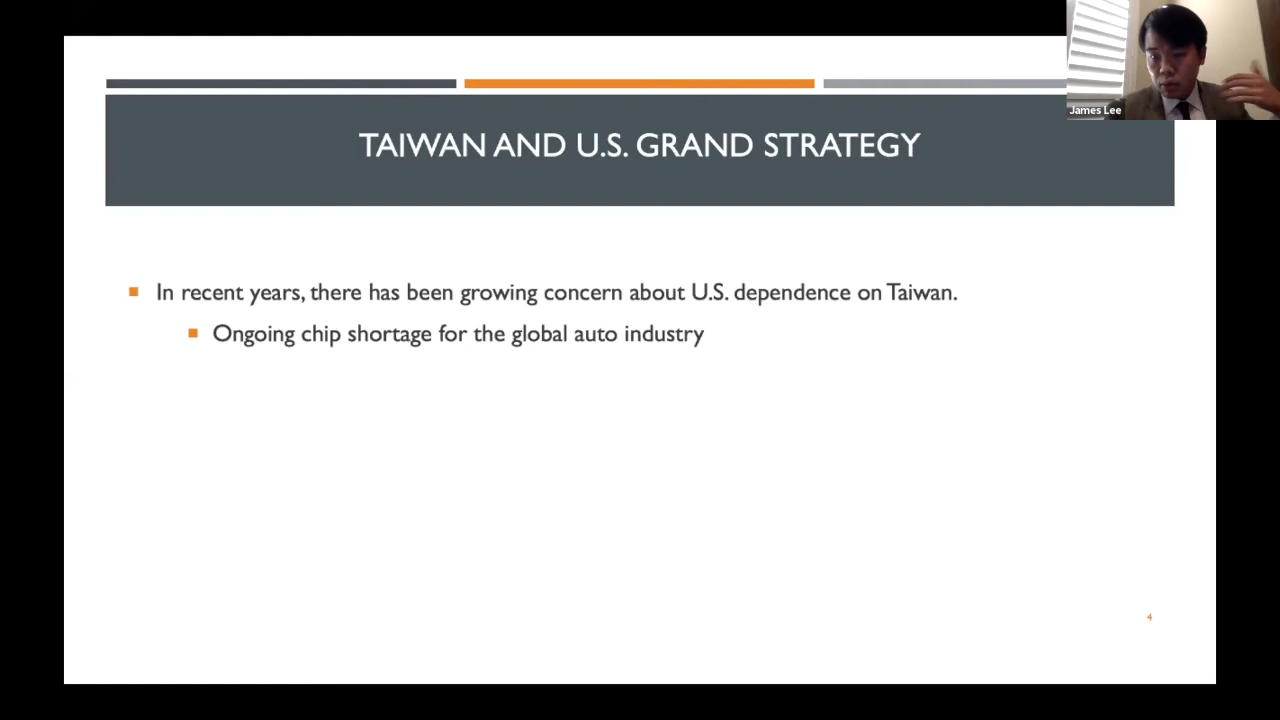 James Lee
TAIWAN AND U.S. GRAND STRATEGY
In recent years, there has been growing concern about U.S. dependence on Taiwan.
Ongoing chip shortage for the global auto industry
4